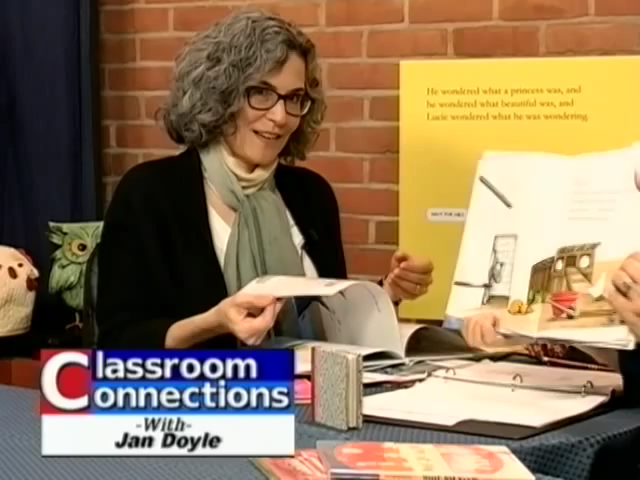 He wondered what a princess was, and
he wondered what beautiful was, and
Lucie wondered what he was wondering.
Classroom
Connections
-With-
Jan Doyle